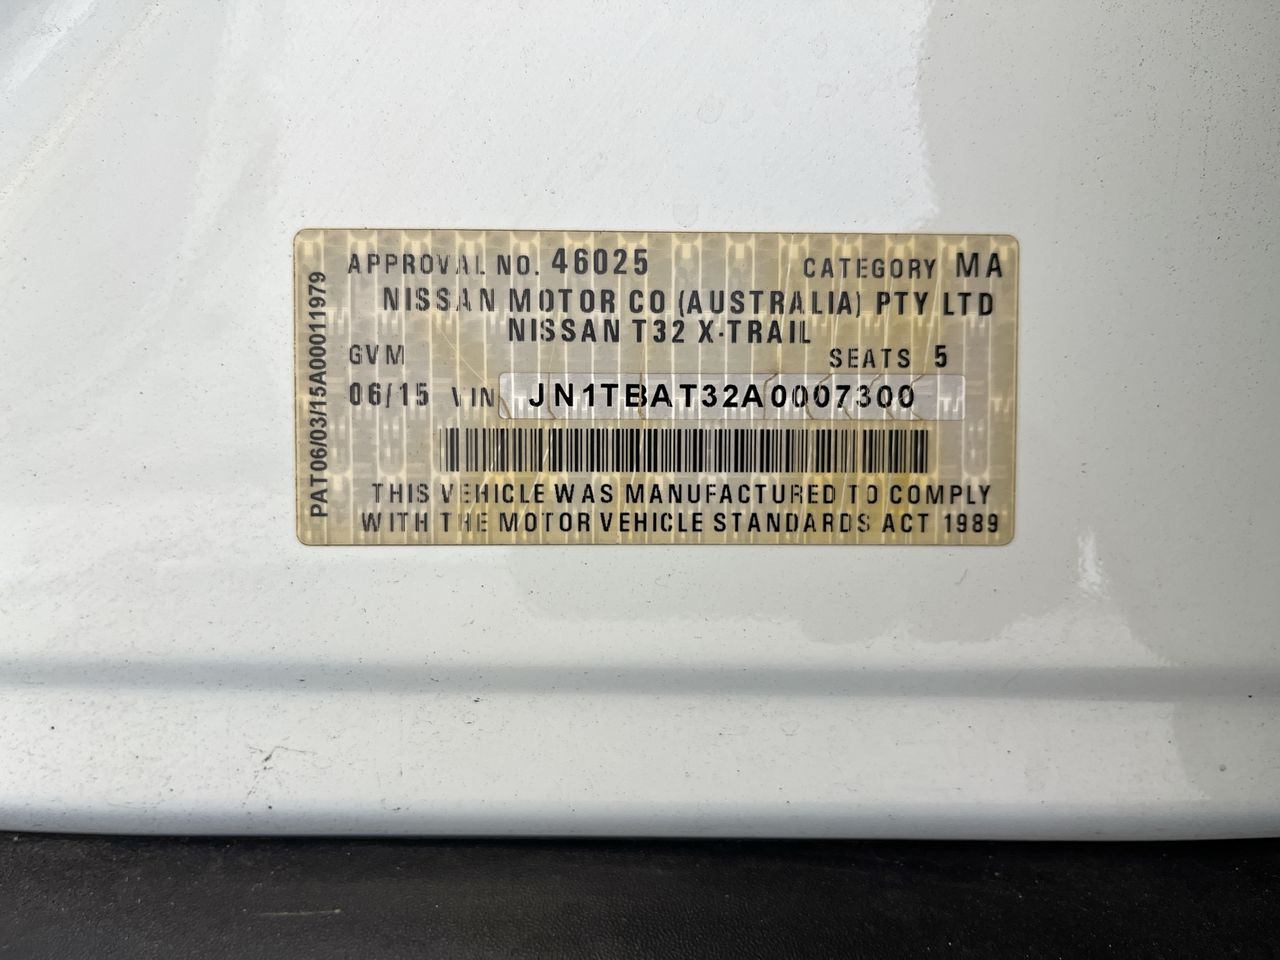 APPROVAL NO. 46025 CATEGORY MA
NISSAN MOTOR CO (AUSTRALIA) PTY LTD
NISSAN T32 X-TRAIL
GVM SEATS 5
06/15 VIN JN1TBAT32A0007300
THIS VEHICLE WAS MANUFACTURED TO COMPLY
WITH THE MOTOR VEHICLE STANDARDS ACT 1989
PAT06/03/15A00011979